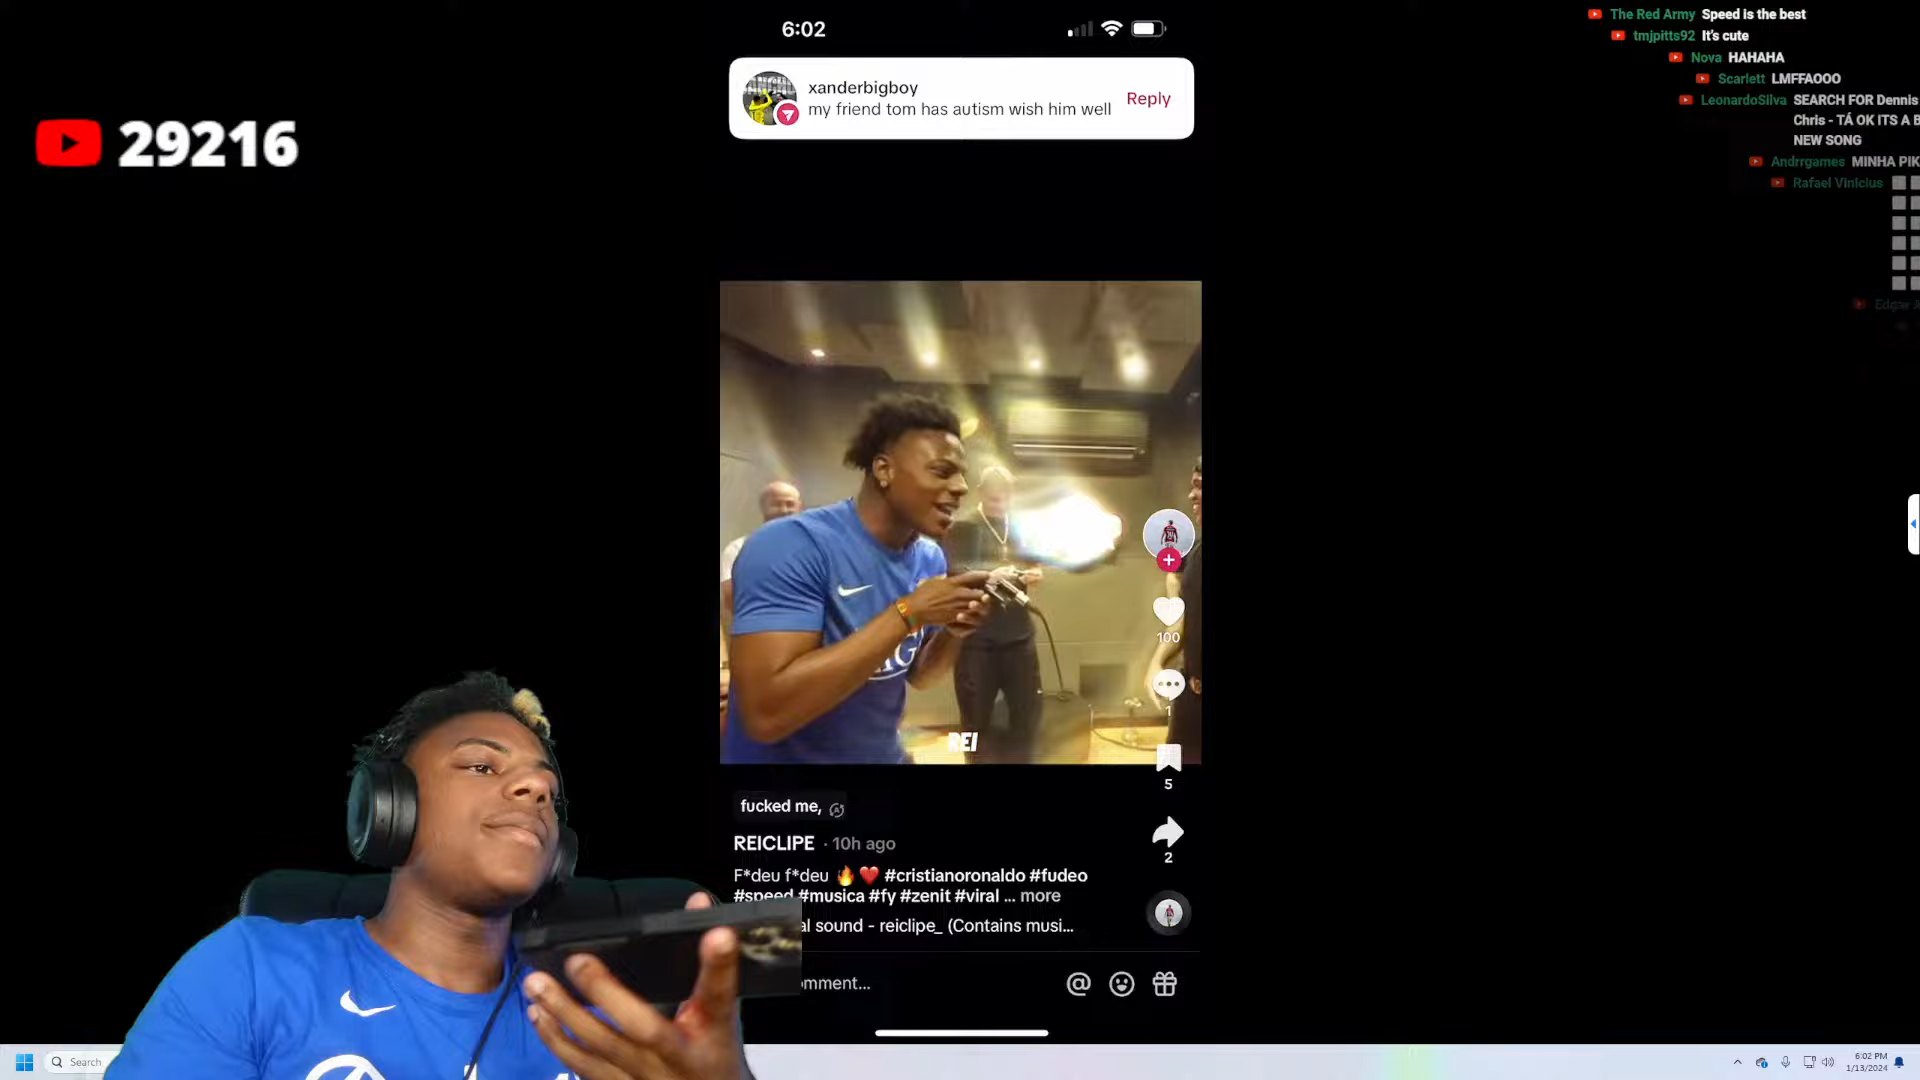 6:02
xanderbigboy
my friend tom has autism wish him well
Reply
29216
The Red Army Speed is the best
tmjpitts92 It's cute
Nova HAHAHA
Scarlett LMFFAOOO
LeonardoSilva SEARCH FOR Dennis
Chris - TÁ OK ITS A B
NEW SONG
Andrrgames MINHA PIK
Rafael Vinicius
100
1
REI
5
fucked me,
REICLIPE · 10h ago
2
F*deu f*deu 🔥❤️ #cristianoronaldo #fudeo
#speed #musica #fy #zenit #viral ... more
al sound - reiclipe_ (Contains musi...
mment...
@
Search
6:02 PM
1/13/2024